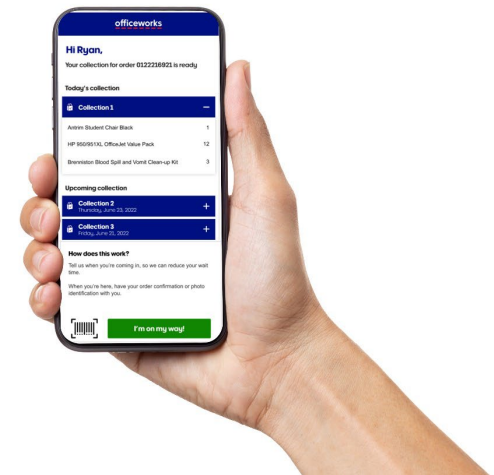 officeworks
Hi Ryan,
Your collection for order 0122216921 is ready
Today's collection
Collection 1
Antrim Student Chair Black 1
HP 950/951XL OfficeJet Value Pack 12
Brenniston Blood Spill and Vomit Clean-up Kit 3
Upcoming collection
Collection 2
Thursday, June 23, 2022
Collection 3
Friday, June 21, 2022
How does this work?
Tell us when you're coming in, so we can reduce your wait
time.
When you're here, have your order confirmation or photo
identification with you.
I'm on my way!